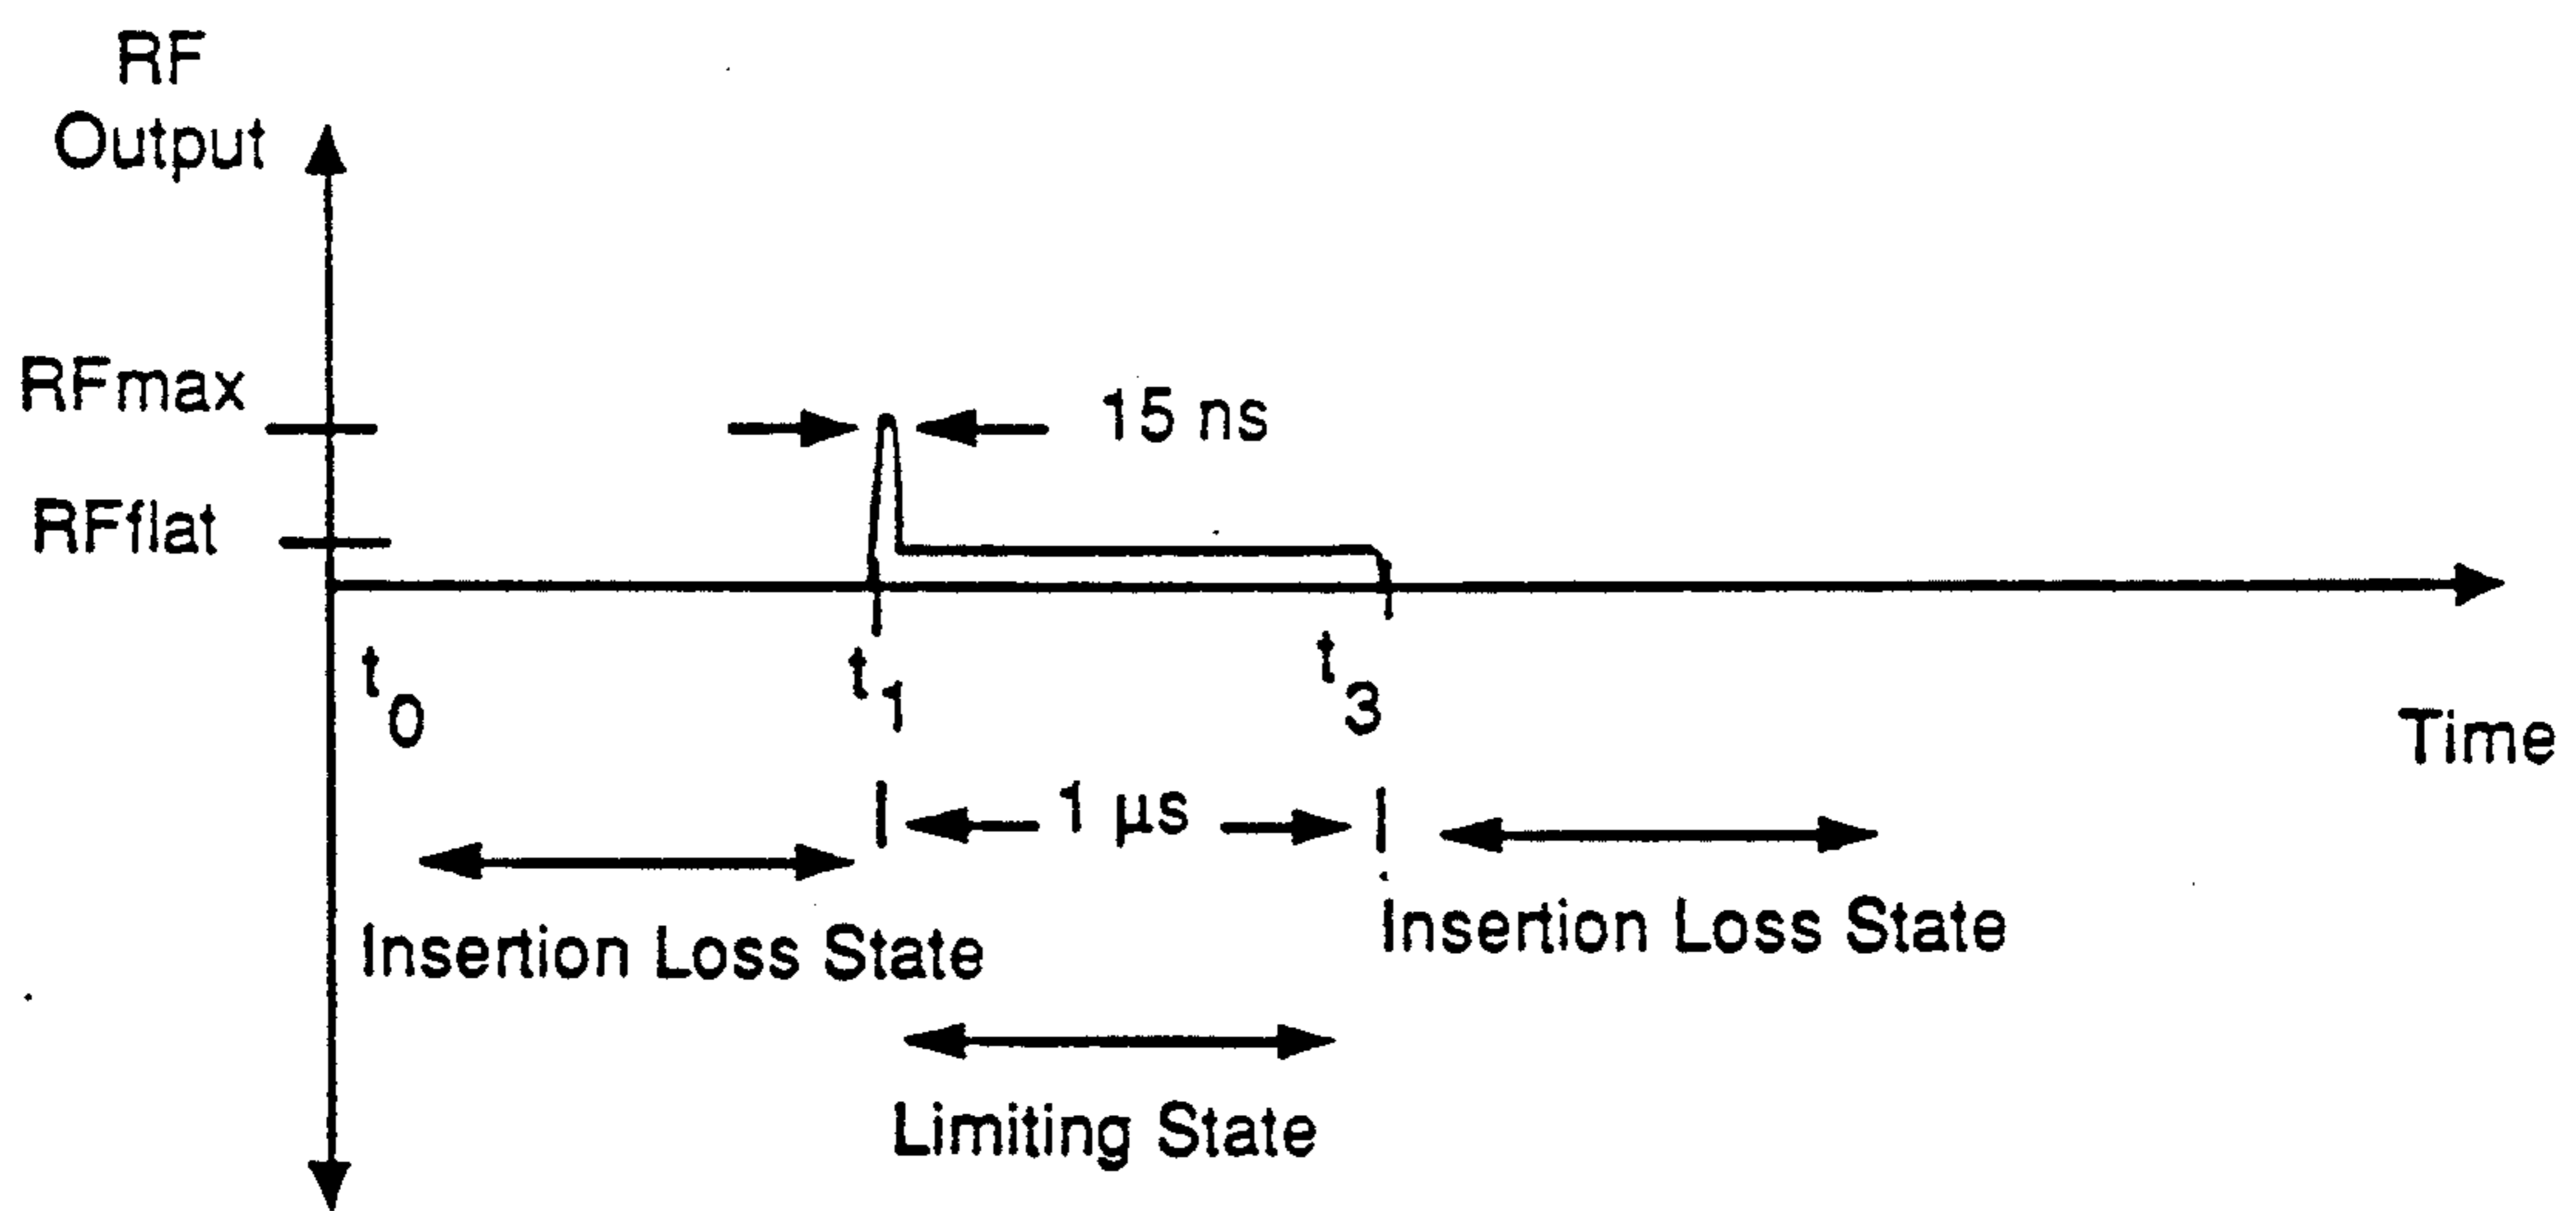 RF
Output
RFmax
15 ns
RFflat
t0
t1
t3
Time
1 µs
Insertion Loss State
Insertion Loss State
Limiting State